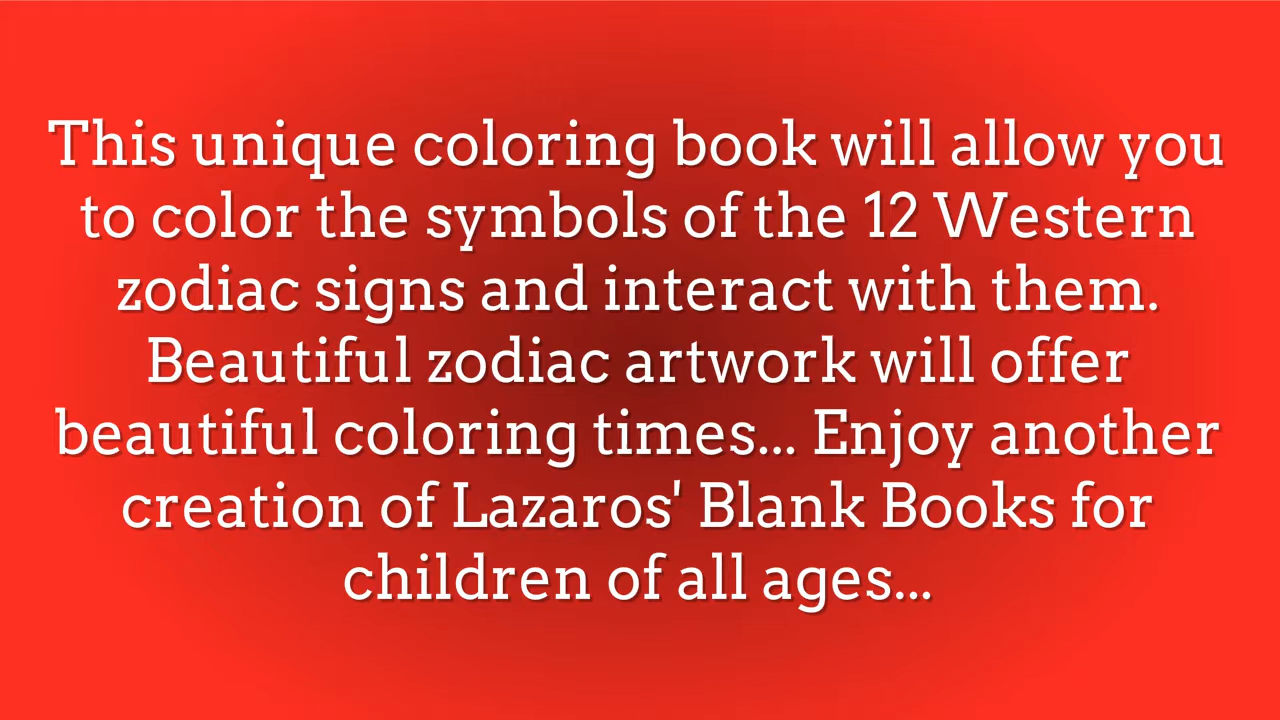 This unique coloring book will allow you
to color the symbols of the 12 Western
zodiac signs and interact with them.
Beautiful zodiac artwork will offer
beautiful coloring times... Enjoy another
creation of Lazaros' Blank Books for
children of all ages...